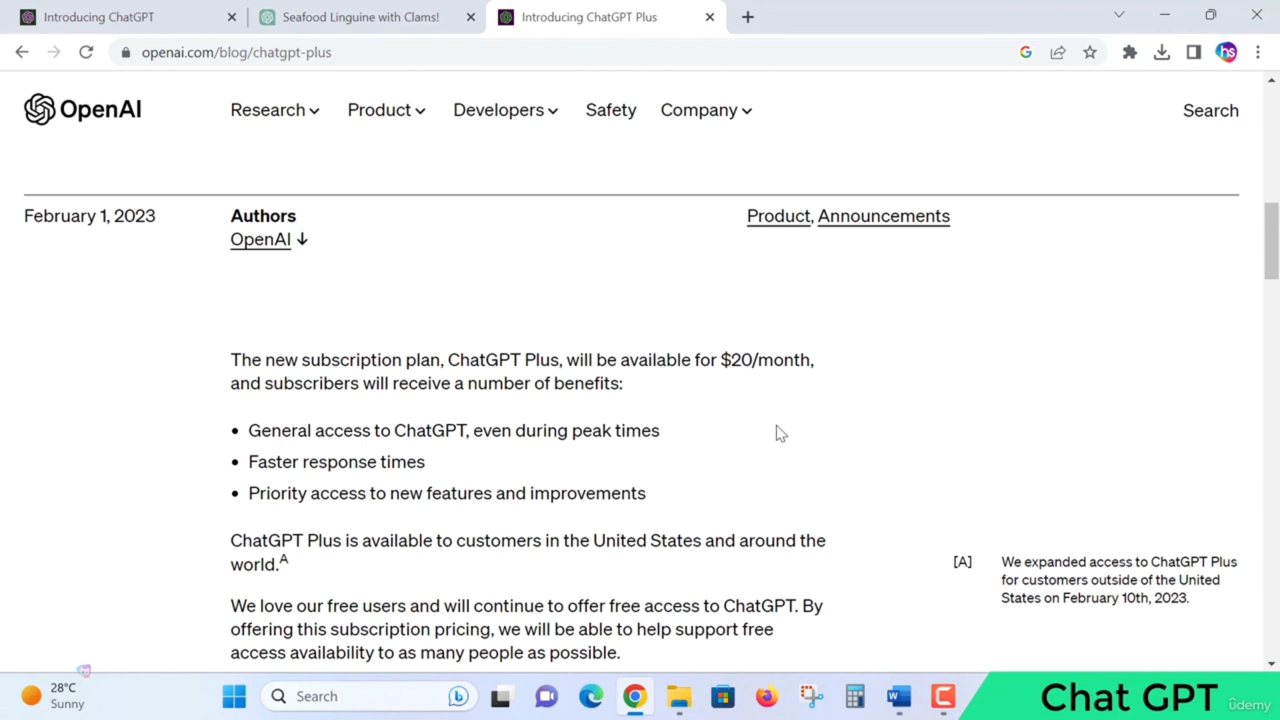 Introducing ChatGPT
Seafood Linguine with Clams!
Introducing ChatGPT Plus
openai.com/blog/chatgpt-plus
hs
OpenAI
Research
Product
Developers
Safety
Company
Search
February 1, 2023
Authors
OpenAI ↓
Product, Announcements
The new subscription plan, ChatGPT Plus, will be available for $20/month,
and subscribers will receive a number of benefits:
• General access to ChatGPT, even during peak times
• Faster response times
• Priority access to new features and improvements
ChatGPT Plus is available to customers in the United States and around the
world.A
[A] We expanded access to ChatGPT Plus
for customers outside of the United
States on February 10th, 2023.
We love our free users and will continue to offer free access to ChatGPT. By
offering this subscription pricing, we will be able to help support free
access availability to as many people as possible.
hs
28°C
Sunny
Search
Chat GPT
ûdemy